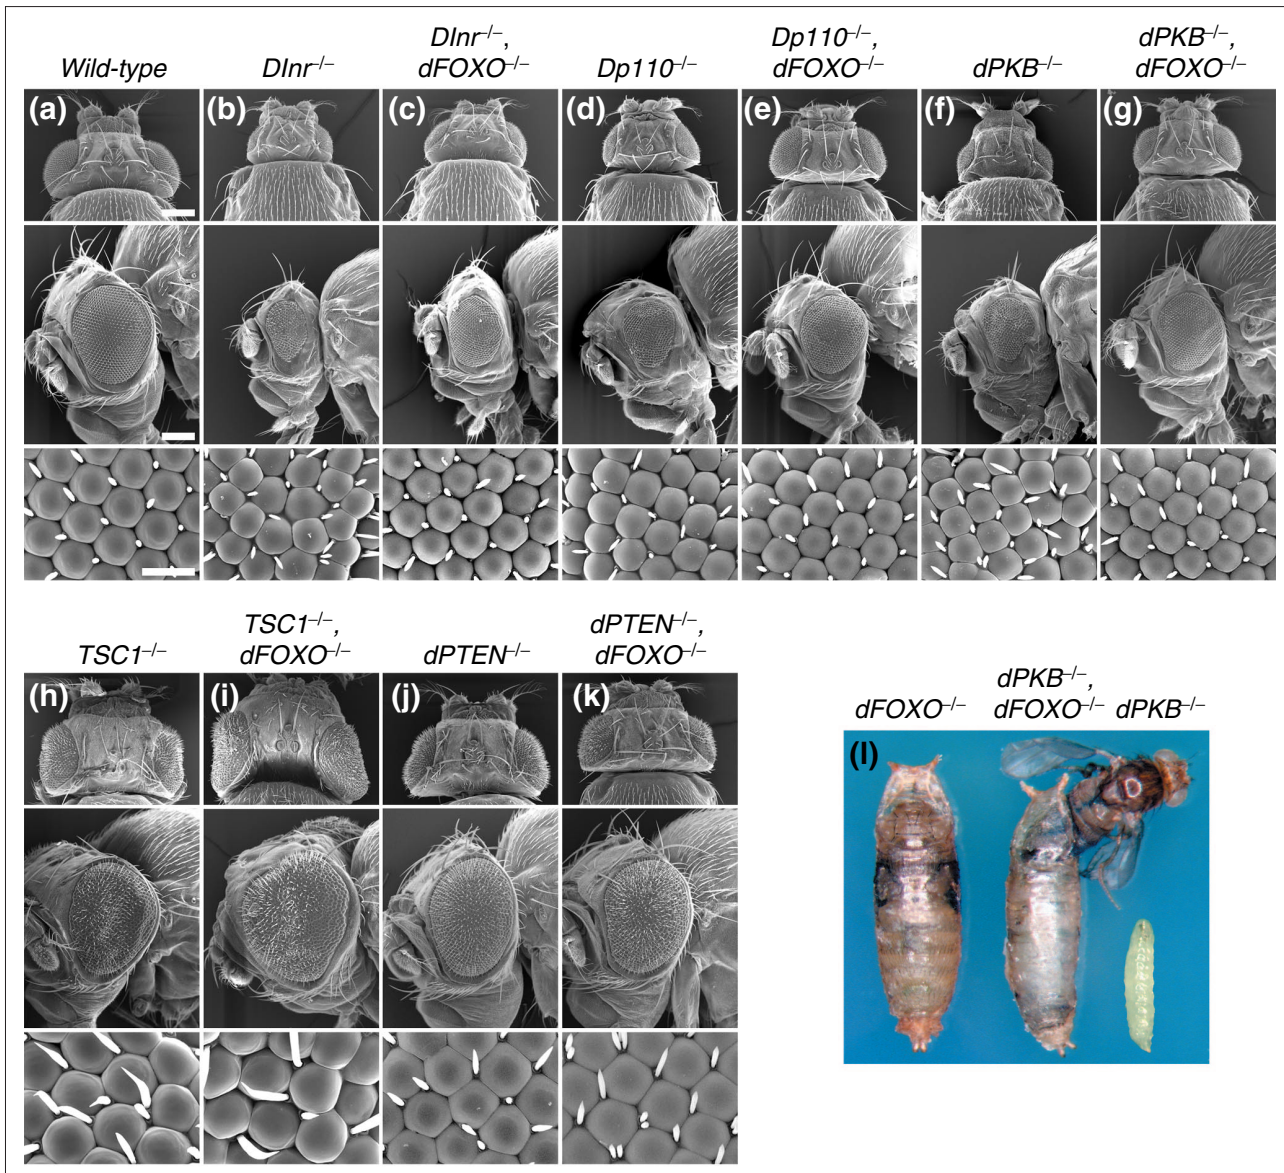 Wild-type
DInr–/–
DInr–/–,
dFOXO–/–
Dp110–/–
Dp110–/–,
dFOXO–/–
dPKB–/–
dPKB–/–,
dFOXO–/–
(a)
(b)
(c)
(d)
(e)
(f)
(g)
TSC1–/–
TSC1–/–,
dFOXO–/–
dPTEN–/–
dPTEN–/–,
dFOXO–/–
(h)
(i)
(j)
(k)
dFOXO–/–
dPKB–/–,
dFOXO–/–
dPKB–/–
(l)